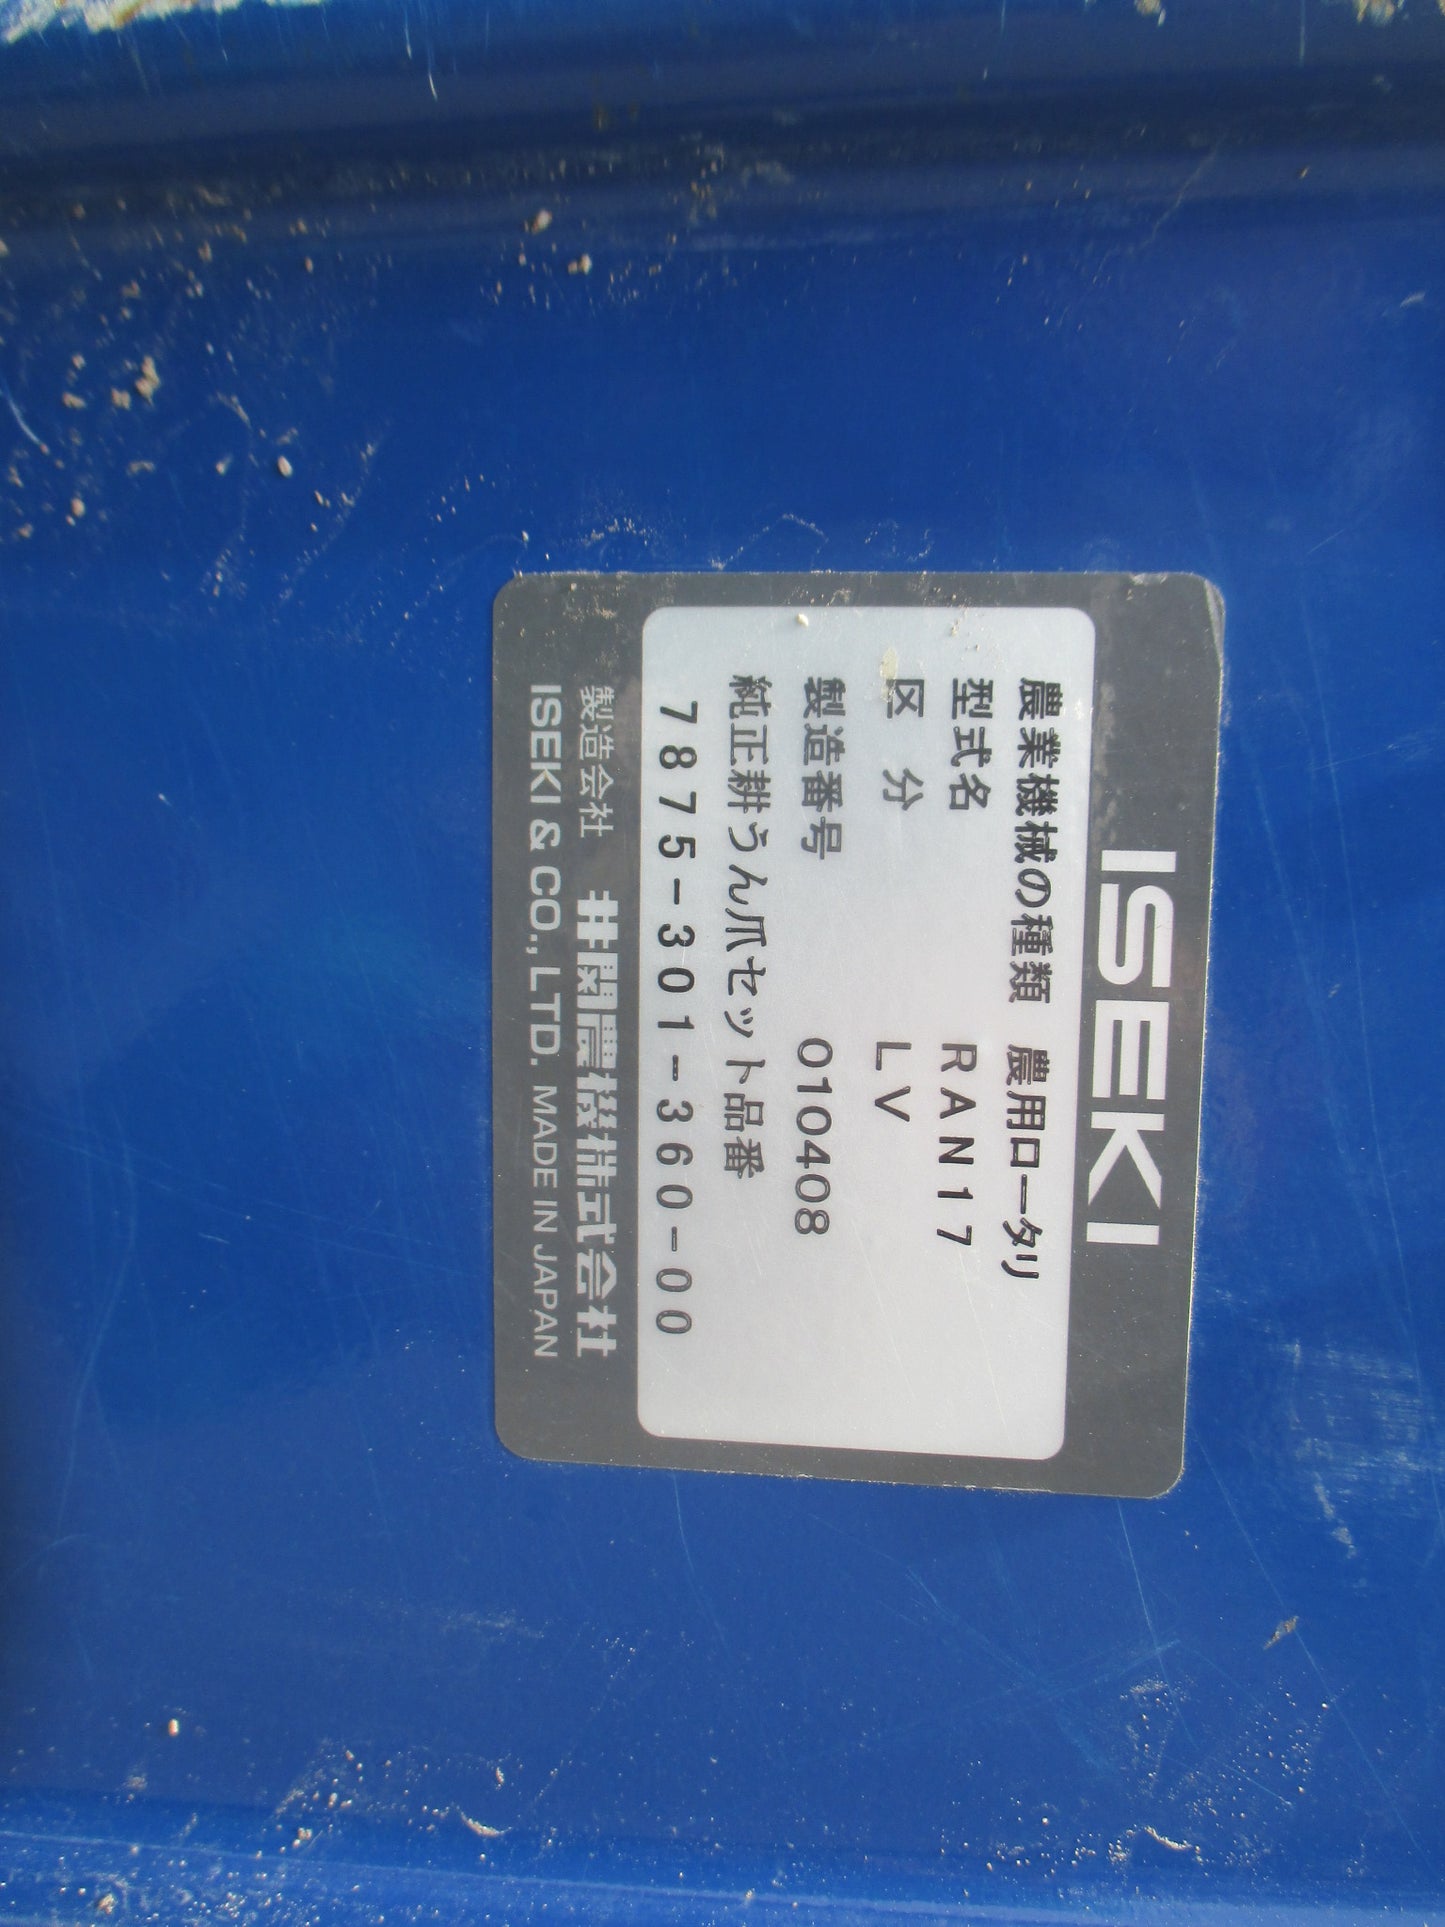 ISEKI
農業機械の種類 農用ロータリ
型式名 RAN17
区分 LV
製造番号 010408
純正耕うん爪セット品番
7875-301-360-00
製造会社 井関農機株式会社
ISEKI & CO., LTD. MADE IN JAPAN